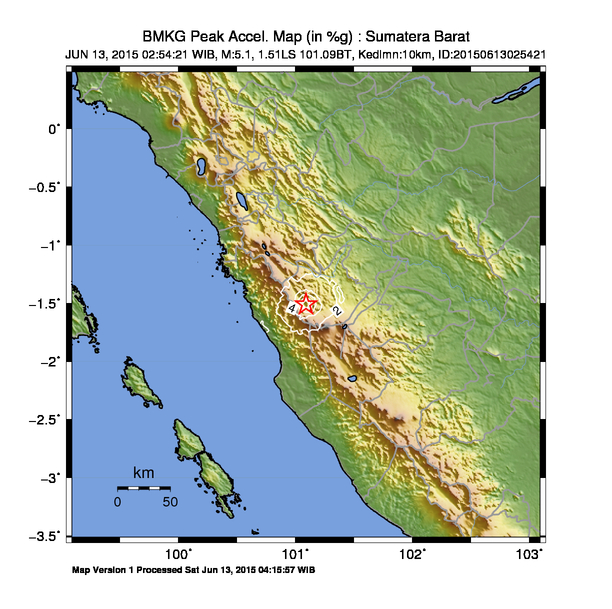 BMKG Peak Accel. Map (in %g) : Sumatera Barat
JUN 13, 2015 02:54:21 WIB, M:5.1, 1.51LS 101.09BT, Kedlmn:10km, ID:20150613025421
0°
−0.5°
−1°
−1.5°
4
2
−2°
−2.5°
−3°
−3.5°
km
0 50
100° 101° 102° 103°
Map Version 1 Processed Sat Jun 13, 2015 04:15:57 WIB